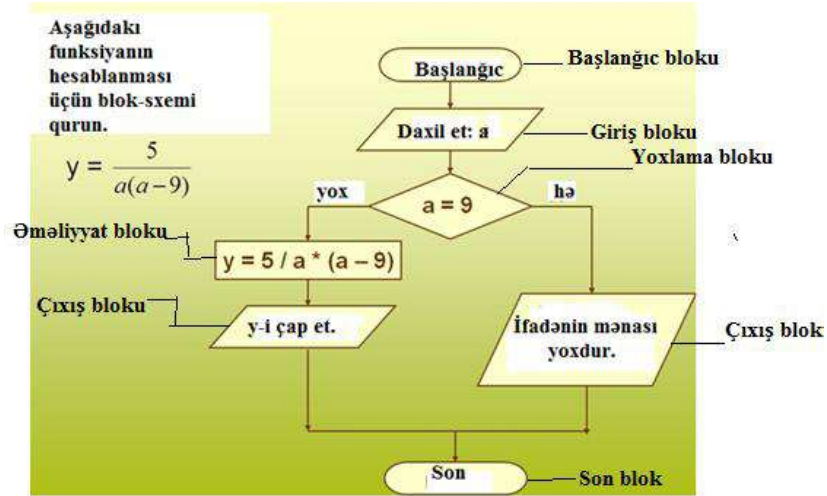 Aşağıdakı
funksiyanın
hesablanması
üçün blok-sxemi
qurun.
y = 5 / a(a − 9)
Başlanğıc
Başlanğıc bloku
Daxil et: a
Giriş bloku
Yoxlama bloku
yox
a = 9
hə
Əməliyyat bloku
y = 5 / a * (a – 9)
Çıxış bloku
y-i çap et.
İfadənin mənası
yoxdur.
Çıxış bloku
Son
Son blok